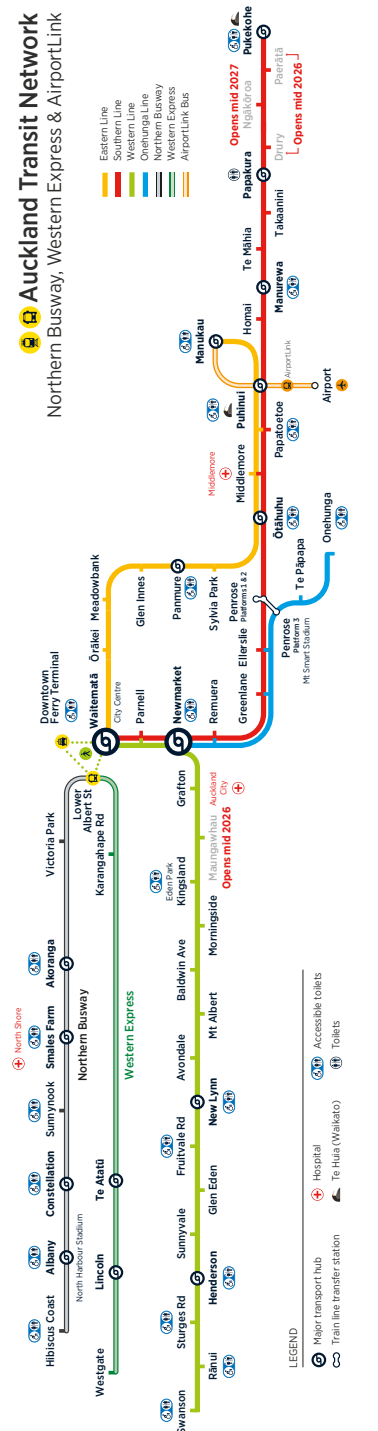 Auckland Transit Network
Northern Busway, Western Express & AirportLink
Eastern Line
Southern Line
Western Line
Onehunga Line
Northern Busway
Western Express
AirportLink Bus
Hibiscus Coast
Albany
North Harbour Stadium
Constellation
Sunnynook
Smales Farm
North Shore
Akoranga
Victoria Park
Northern Busway
Lower
Albert St
Downtown
Ferry Terminal
Westgate
Lincoln
Te Atatū
Western Express
Karangahape Rd
Waitematā
City Centre
Ōrākei
Meadowbank
Glen Innes
Panmure
Sylvia Park
Parnell
Newmarket
Remuera
Greenlane
Ellerslie
Penrose
Platforms 1 & 2
Penrose
Platform 3
Mt Smart Stadium
Te Pāpapa
Onehunga
Ōtāhuhu
Middlemore
Middlemore
Papatoetoe
Puhinui
Manukau
AirportLink
Airport
Homai
Manurewa
Te Māhia
Takaanini
Papakura
Drury
Ngākōroa
Paerātā
Opens mid 2027
Opens mid 2026
Pukekohe
Swanson
Rānui
Sturges Rd
Henderson
Sunnyvale
Glen Eden
Fruitvale Rd
New Lynn
Avondale
Mt Albert
Baldwin Ave
Morningside
Kingsland
Eden Park
Maungawhau
Opens mid 2026
Grafton
Auckland
City
LEGEND
Major transport hub
Train line transfer station
Hospital
Te Huia (Waikato)
Accessible toilets
Toilets